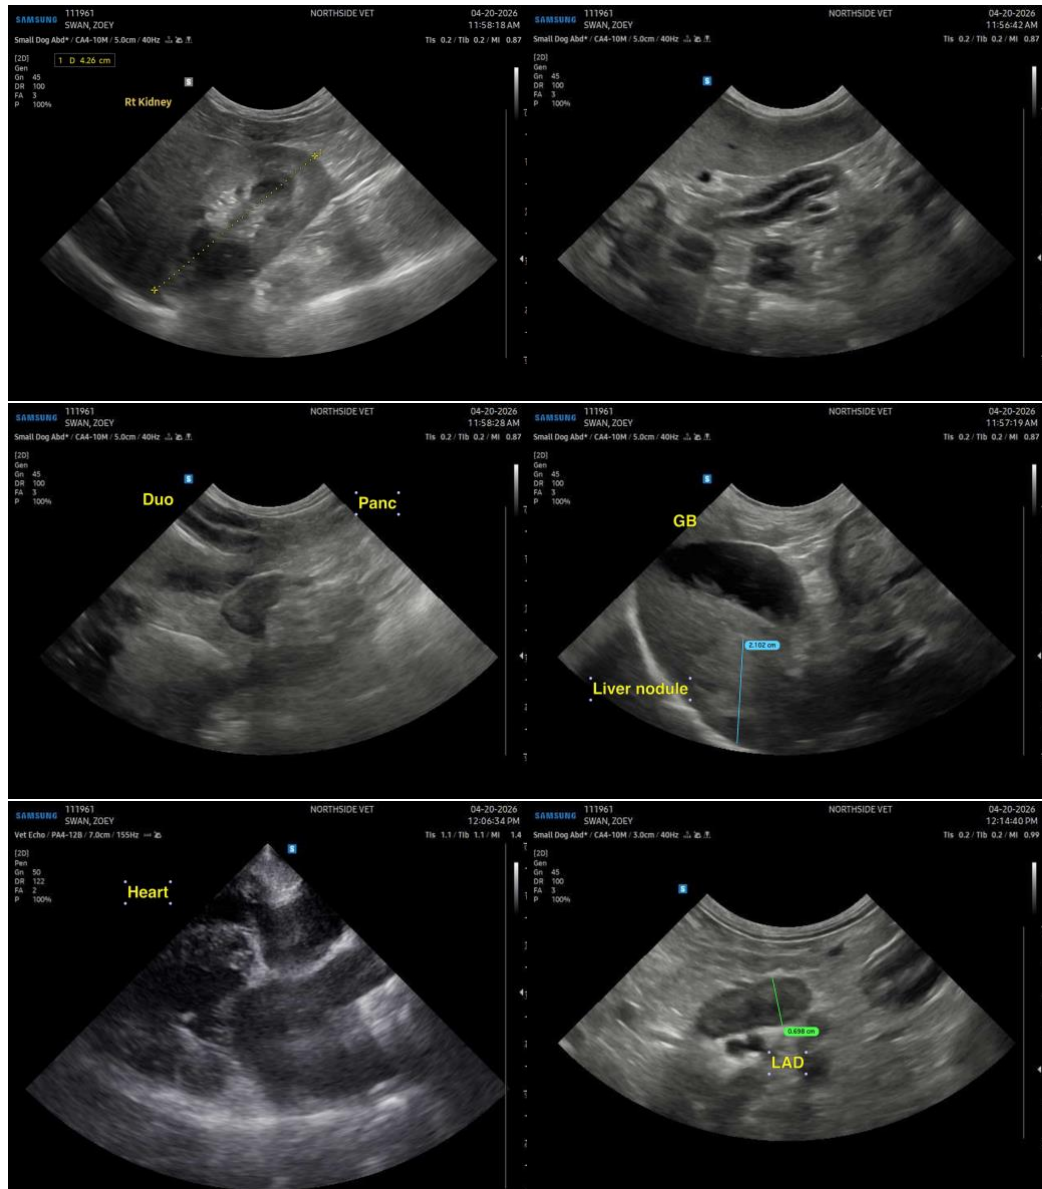 SAMSUNG
111961
SWAN, ZOEY
NORTHSIDE VET
04-20-2026
11:58:18 AM
Small Dog Abd* / CA4-10M / 5.0cm / 40Hz
TIs 0.2 / TIb 0.2 / MI 0.87
[2D]
Gen
Gn 45
DR 100
FA 3
P 100%
1 D 4.26 cm
S
Rt Kidney
SAMSUNG
111961
SWAN, ZOEY
NORTHSIDE VET
04-20-2026
11:56:42 AM
Small Dog Abd* / CA4-10M / 5.0cm / 40Hz
TIs 0.2 / TIb 0.2 / MI 0.87
[2D]
Gen
Gn 45
DR 100
FA 3
P 100%
S
SAMSUNG
111961
SWAN, ZOEY
NORTHSIDE VET
04-20-2026
11:58:28 AM
Small Dog Abd* / CA4-10M / 5.0cm / 40Hz
TIs 0.2 / TIb 0.2 / MI 0.87
[2D]
Gen
Gn 45
DR 100
FA 3
P 100%
S
Duo
Panc
SAMSUNG
111961
SWAN, ZOEY
NORTHSIDE VET
04-20-2026
11:57:19 AM
Small Dog Abd* / CA4-10M / 5.0cm / 40Hz
TIs 0.2 / TIb 0.2 / MI 0.87
[2D]
Gen
Gn 45
DR 100
FA 3
P 100%
S
GB
2.102 cm
Liver nodule
SAMSUNG
111961
SWAN, ZOEY
NORTHSIDE VET
04-20-2026
12:06:34 PM
Vet Echo / PA4-12B / 7.0cm / 155Hz
TIs 1.1 / TIb 1.1 / MI 1.4
[2D]
Pen
Gn 50
DR 122
FA 2
P 100%
S
Heart
SAMSUNG
111961
SWAN, ZOEY
NORTHSIDE VET
04-20-2026
12:14:40 PM
Small Dog Abd* / CA4-10M / 3.0cm / 40Hz
TIs 0.2 / TIb 0.2 / MI 0.99
[2D]
Gen
Gn 45
DR 100
FA 3
P 100%
S
0.698 cm
LAD